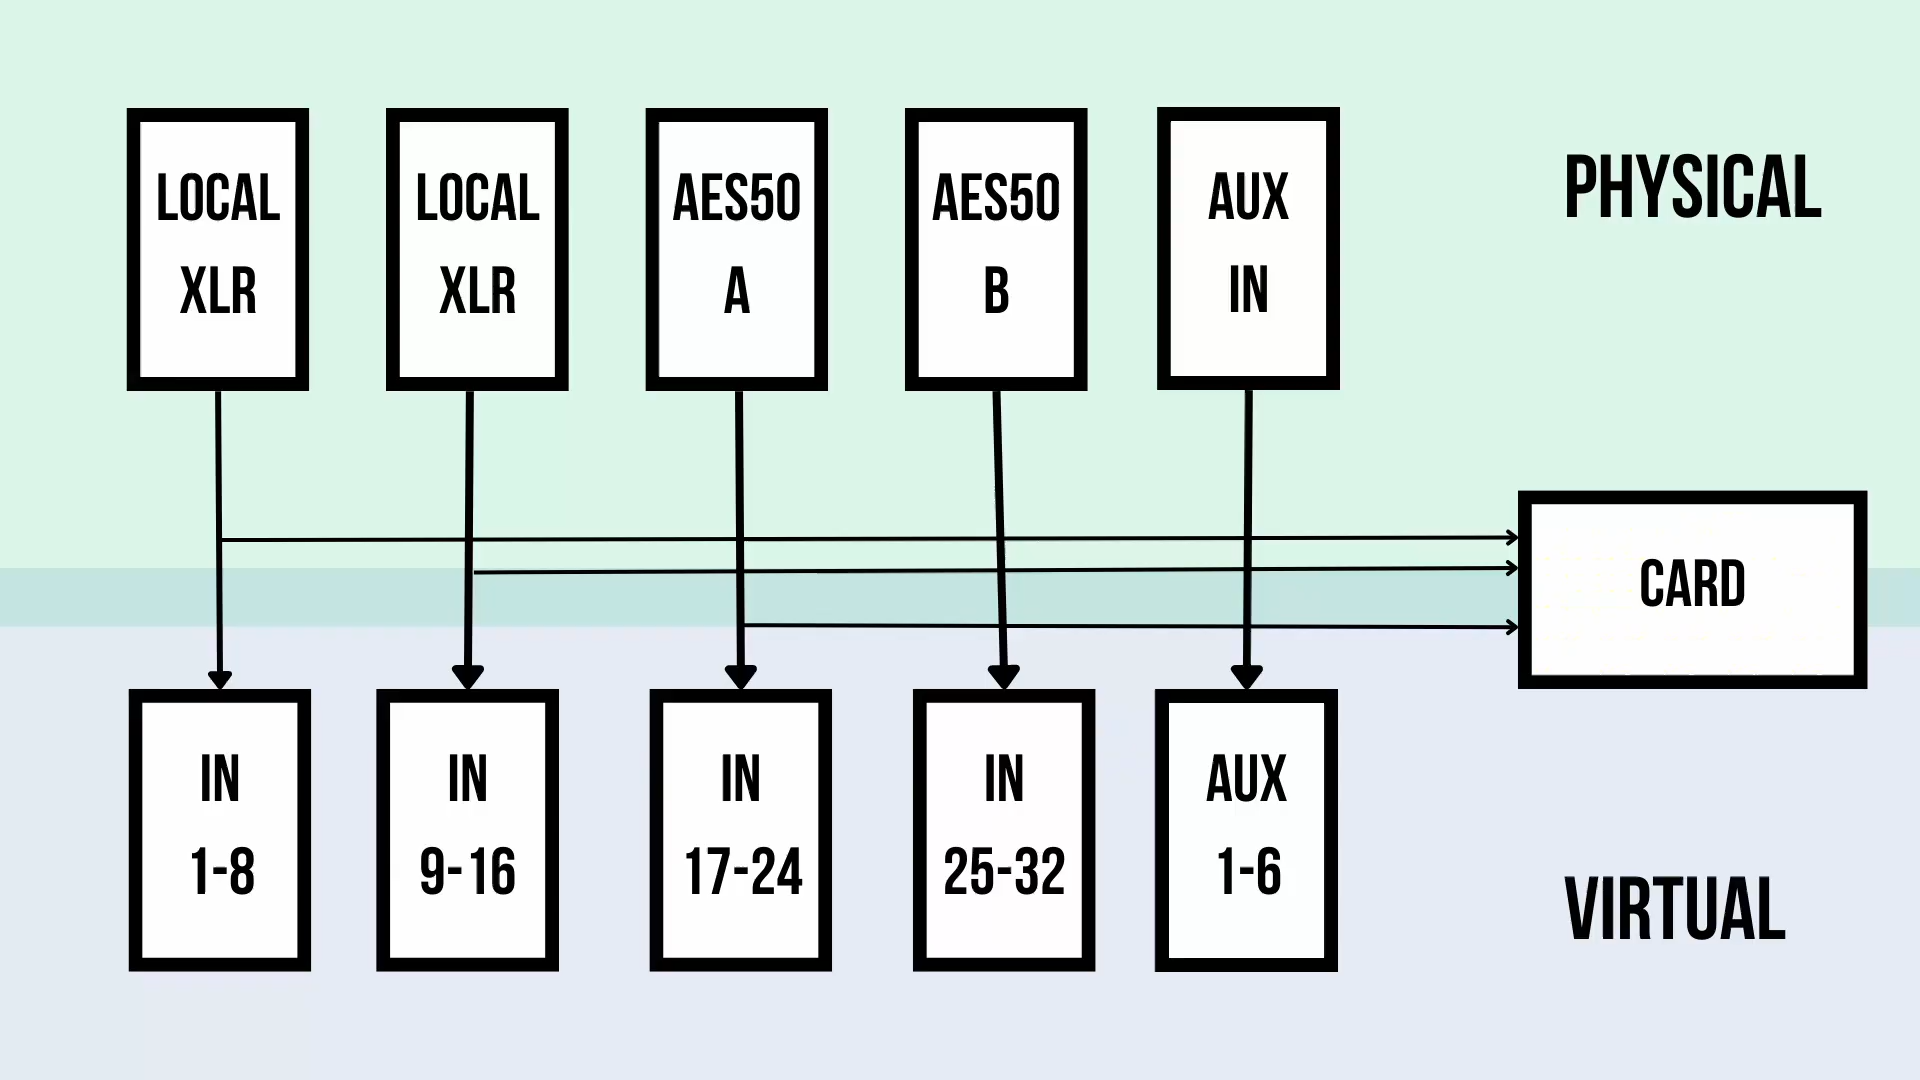 LOCAL
XLR
LOCAL
XLR
AES50
A
AES50
B
AUX
IN
PHYSICAL
CARD
IN
1-8
IN
9-16
IN
17-24
IN
25-32
AUX
1-6
VIRTUAL